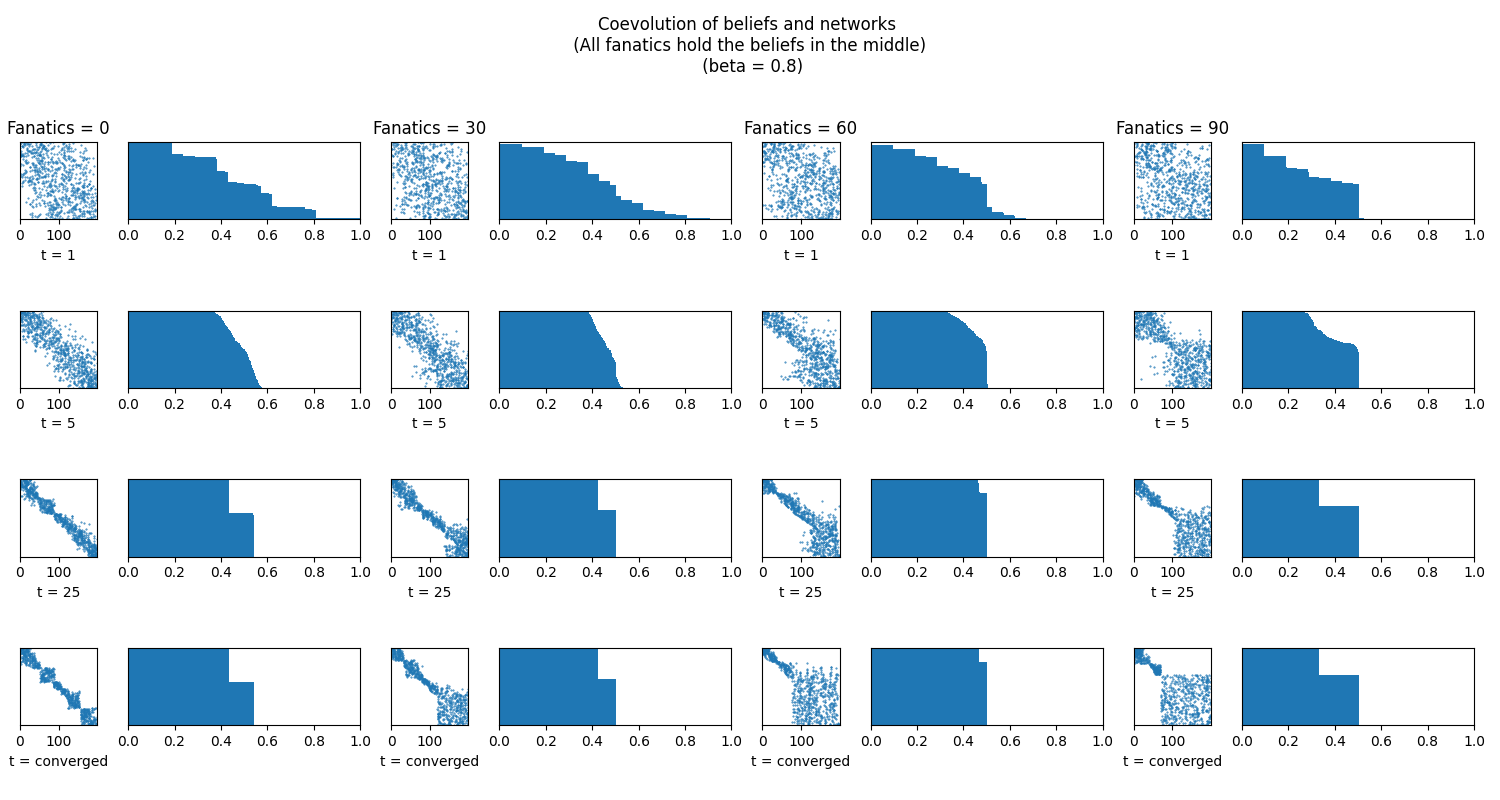 Coevolution of beliefs and networks
(All fanatics hold the beliefs in the middle)
(beta = 0.8)
Fanatics = 0 Fanatics = 30 Fanatics = 60 Fanatics = 90
0 100 0.0 0.2 0.4 0.6 0.8 1.0 0 100 0.0 0.2 0.4 0.6 0.8 1.0 0 100 0.0 0.2 0.4 0.6 0.8 1.0 0 100 0.0 0.2 0.4 0.6 0.8 1.0
t = 1 t = 1 t = 1 t = 1
0 100 0.0 0.2 0.4 0.6 0.8 1.0 0 100 0.0 0.2 0.4 0.6 0.8 1.0 0 100 0.0 0.2 0.4 0.6 0.8 1.0 0 100 0.0 0.2 0.4 0.6 0.8 1.0
t = 5 t = 5 t = 5 t = 5
0 100 0.0 0.2 0.4 0.6 0.8 1.0 0 100 0.0 0.2 0.4 0.6 0.8 1.0 0 100 0.0 0.2 0.4 0.6 0.8 1.0 0 100 0.0 0.2 0.4 0.6 0.8 1.0
t = 25 t = 25 t = 25 t = 25
0 100 0.0 0.2 0.4 0.6 0.8 1.0 0 100 0.0 0.2 0.4 0.6 0.8 1.0 0 100 0.0 0.2 0.4 0.6 0.8 1.0 0 100 0.0 0.2 0.4 0.6 0.8 1.0
t = converged t = converged t = converged t = converged